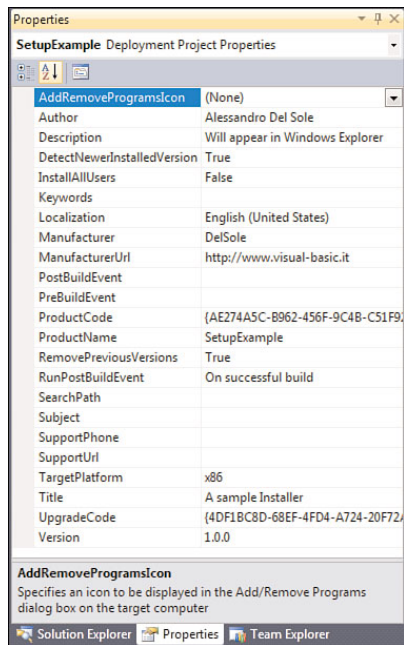 Properties
SetupExample Deployment Project Properties
AddRemoveProgramsIcon (None)
Author Alessandro Del Sole
Description Will appear in Windows Explorer
DetectNewerInstalledVersion True
InstallAllUsers False
Keywords
Localization English (United States)
Manufacturer DelSole
ManufacturerUrl http://www.visual-basic.it
PostBuildEvent
PreBuildEvent
ProductCode {AE274A5C-B962-456F-9C4B-C51F92
ProductName SetupExample
RemovePreviousVersions True
RunPostBuildEvent On successful build
SearchPath
Subject
SupportPhone
SupportUrl
TargetPlatform x86
Title A sample Installer
UpgradeCode {4DF1BC8D-68EF-4FD4-A724-20F72A
Version 1.0.0
AddRemoveProgramsIcon
Specifies an icon to be displayed in the Add/Remove Programs
dialog box on the target computer
Solution Explorer Properties Team Explorer